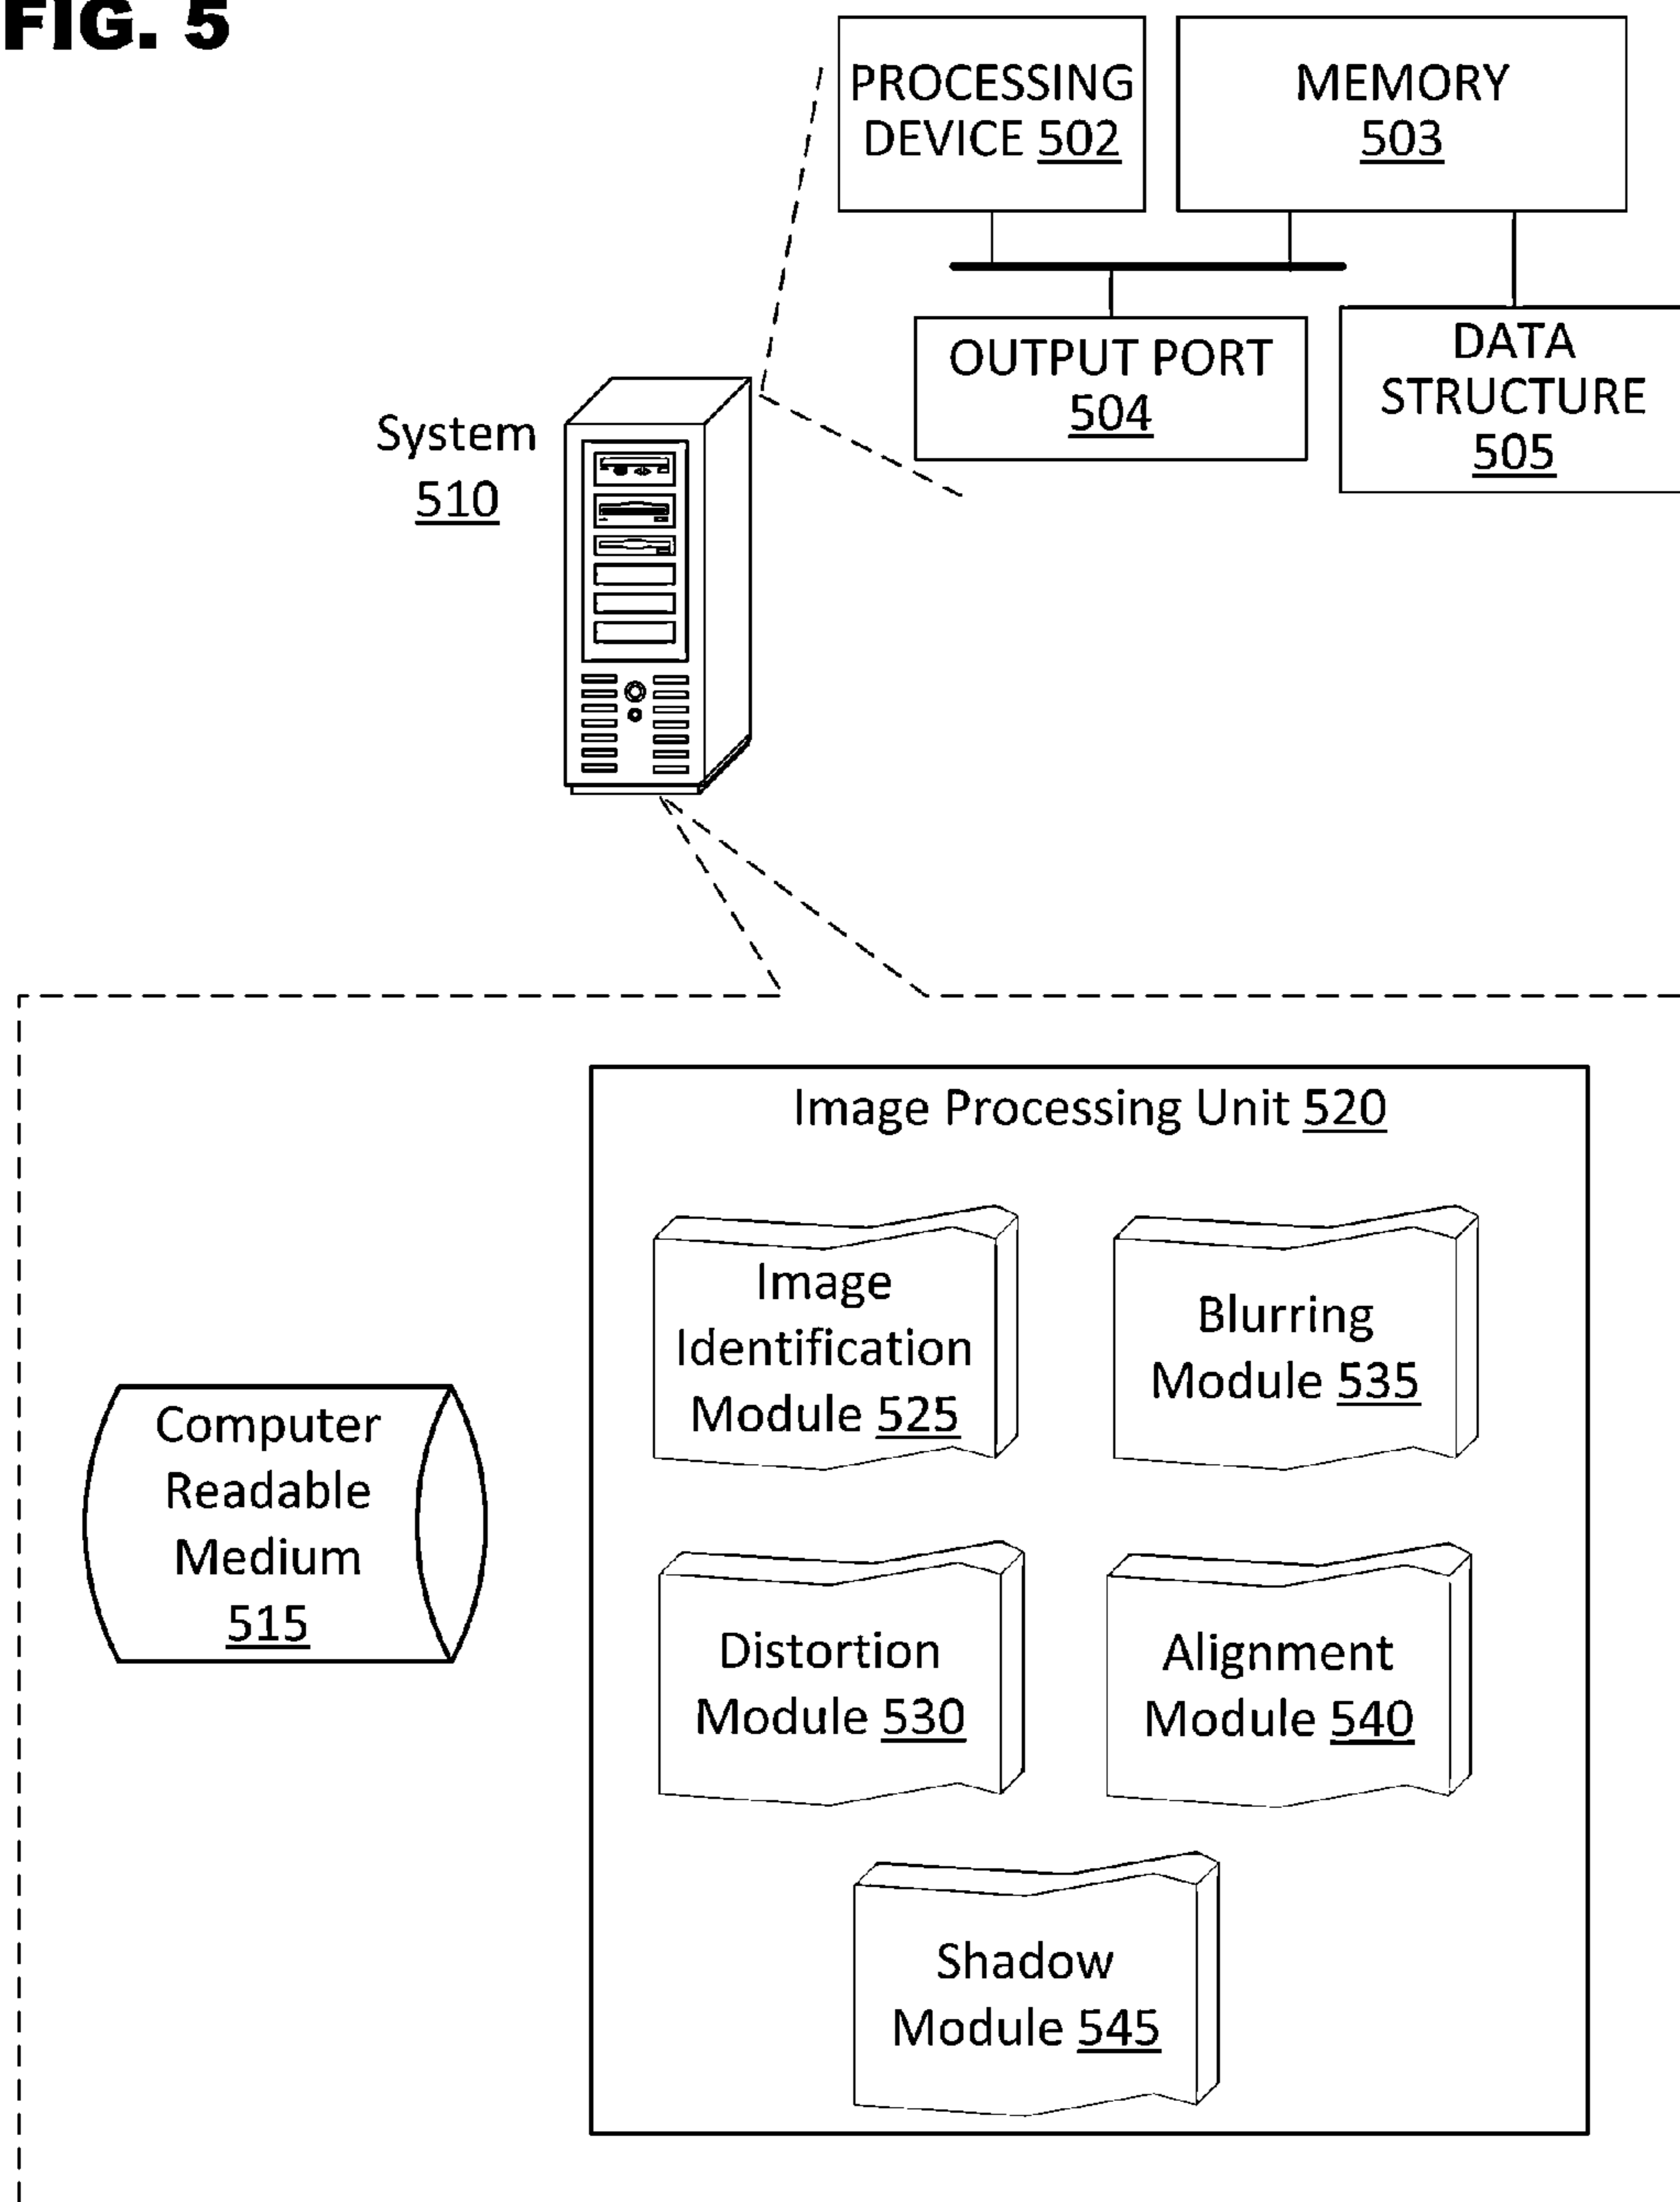 FIG. 5
PROCESSING
DEVICE 502
MEMORY
503
OUTPUT PORT
504
DATA
STRUCTURE
505
System
510
Image Processing Unit 520
Image
Identification
Module 525
Blurring
Module 535
Computer
Readable
Medium
515
Distortion
Module 530
Alignment
Module 540
Shadow
Module 545